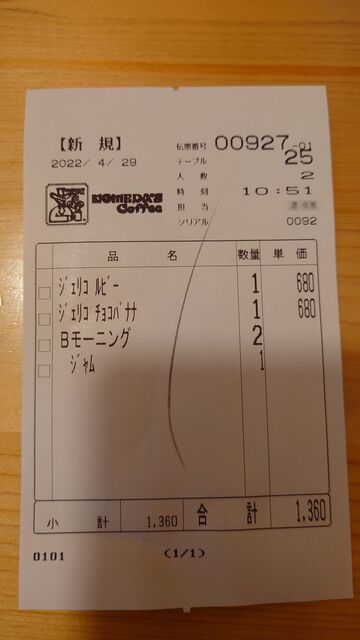 【新 規】
2022/ 4/ 29
伝票番号 00927-01
テーブル 25
人 数 2
時 刻 10:51
担 当
シリアル 0092
KOMEDA'S
Coffee
品 名 数量 単 価
ｼﾞｪﾘｺ ﾙﾋﾞｰ 1 680
ｼﾞｪﾘｺ ﾁｮｺﾊﾞﾅﾅ 1 680
Bモーニング 2
ｼﾞｬﾑ 1
小 計 1,360 合 計 1,360
0101 (1/1)